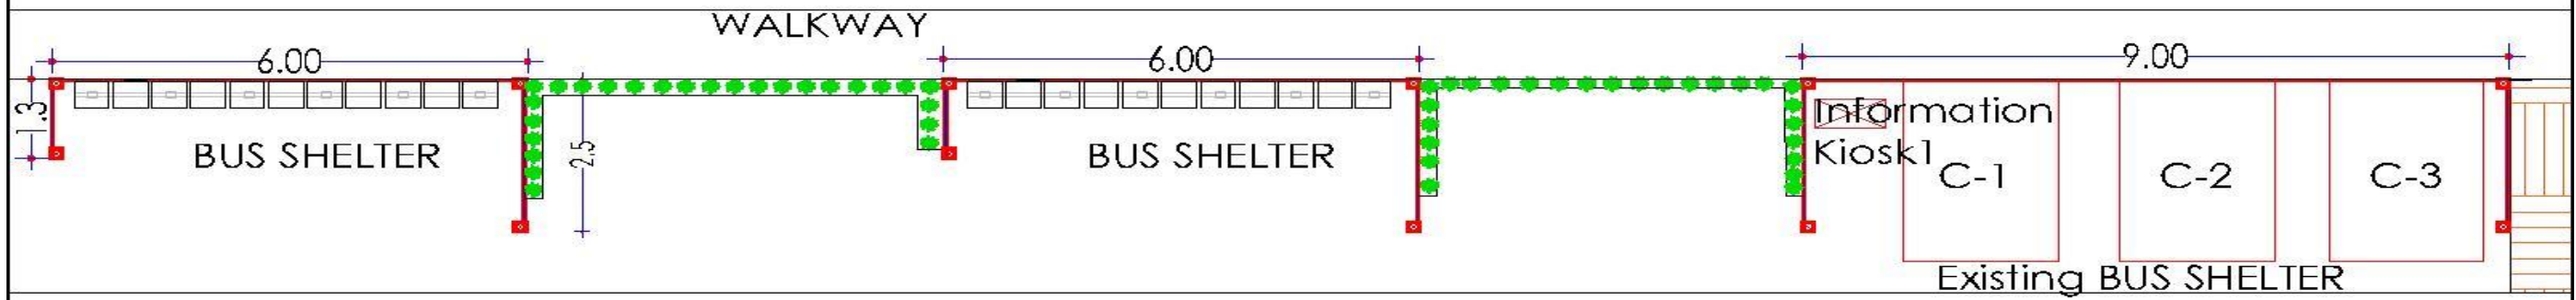 WALKWAY
6.00
6.00
9.00
1.3
2.5
BUS SHELTER
BUS SHELTER
Information
Kiosk1
C-1
C-2
C-3
Existing BUS SHELTER